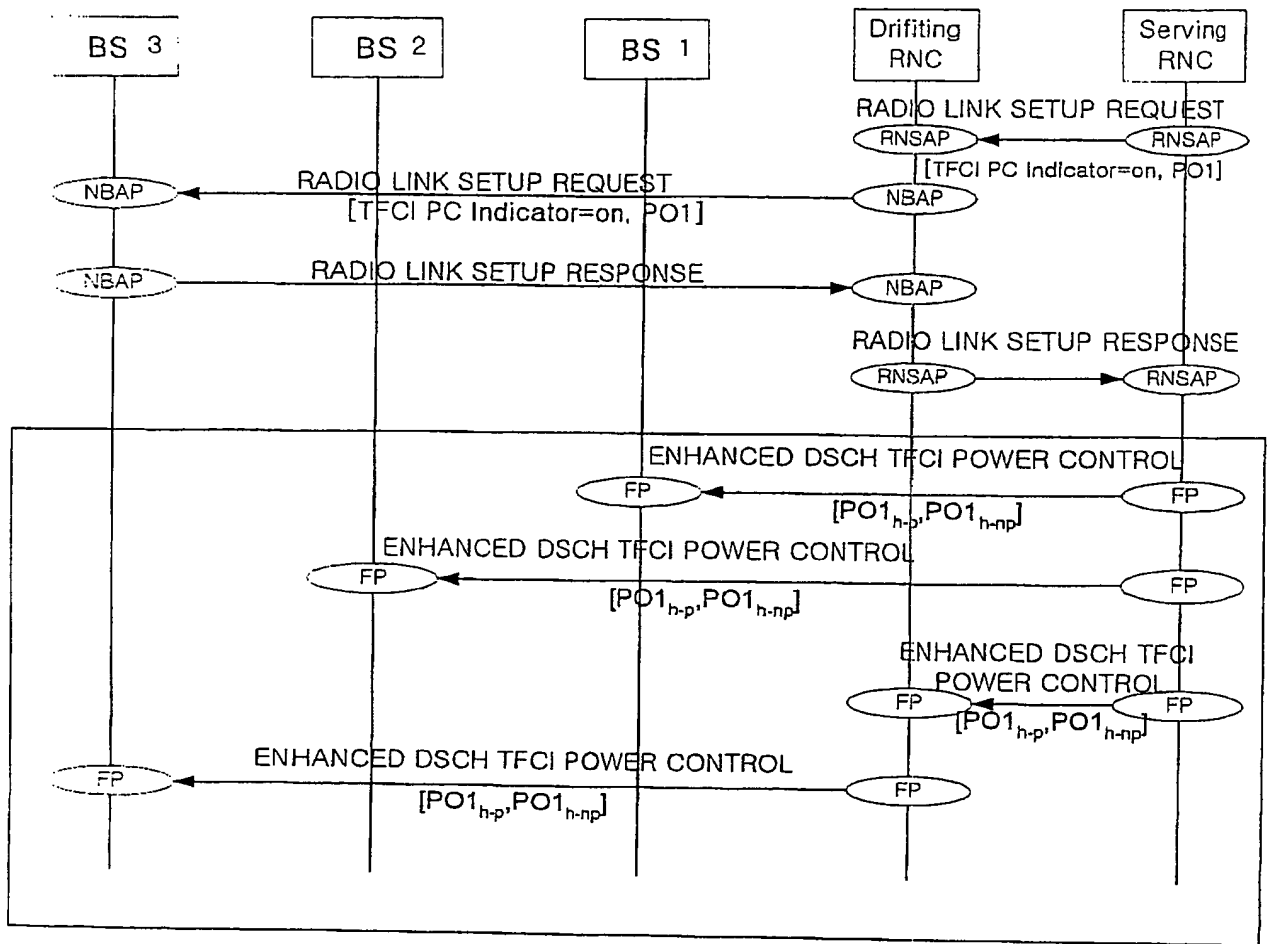 BS 3
BS 2
BS 1
Drifiting
RNC
Serving
RNC
RADIO LINK SETUP REQUEST
RNSAP
RNSAP
[TFCI PC Indicator=on, PO1]
RADIO LINK SETUP REQUEST
NBAP
NBAP
[TFCI PC Indicator=on, PO1]
RADIO LINK SETUP RESPONSE
NBAP
NBAP
RADIO LINK SETUP RESPONSE
RNSAP
RNSAP
ENHANCED DSCH TFCI POWER CONTROL
FP
FP
[PO1h-p,PO1h-np]
ENHANCED DSCH TFCI POWER CONTROL
FP
FP
[PO1h-p,PO1h-np]
ENHANCED DSCH TFCI
POWER CONTROL
FP
FP
[PO1h-p,PO1h-np]
ENHANCED DSCH TFCI POWER CONTROL
FP
FP
[PO1h-p,PO1h-np]